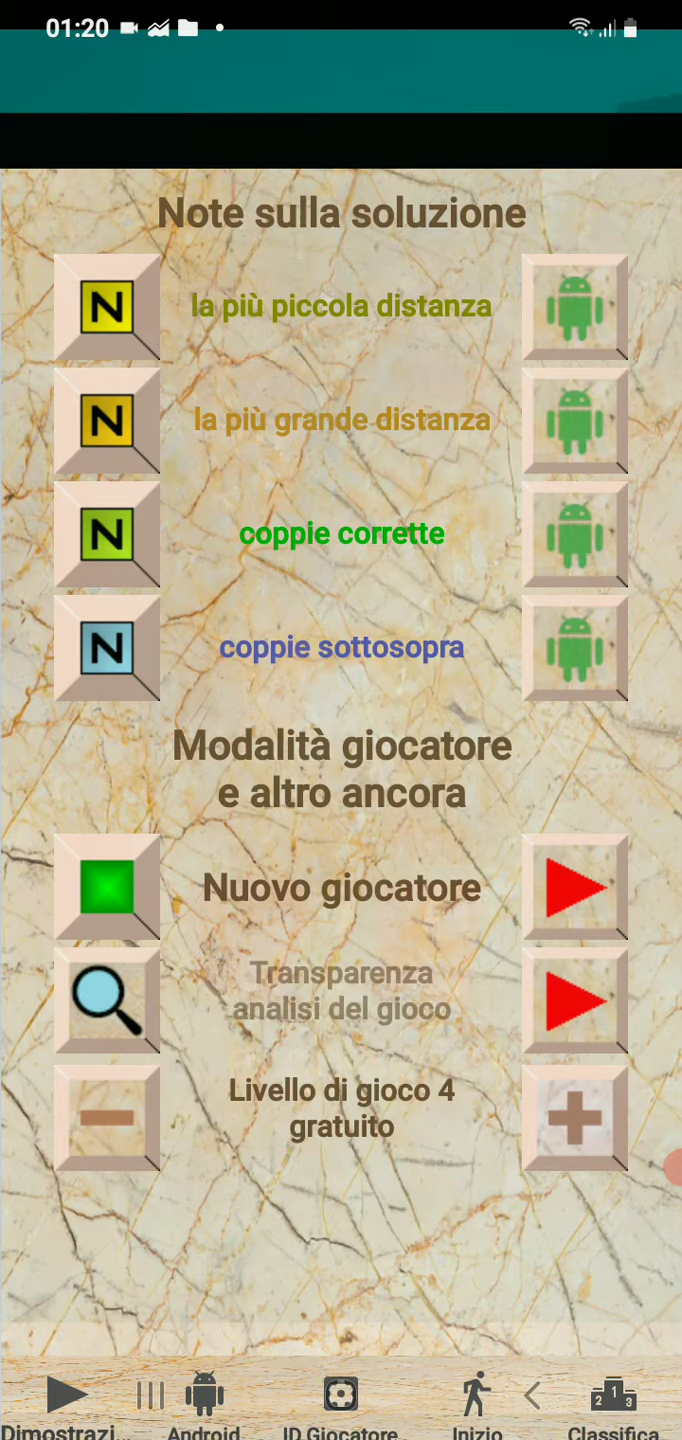 01:20
Note sulla soluzione
N
la più piccola distanza
N
la più grande distanza
N
coppie corrette
N
coppie sottosopra
Modalità giocatore
e altro ancora
Nuovo giocatore
Transparenza
analisi del gioco
Livello di gioco 4
gratuito
2 1 3
Dimostrazi... Android ID Giocatore.. Inizio Classifica